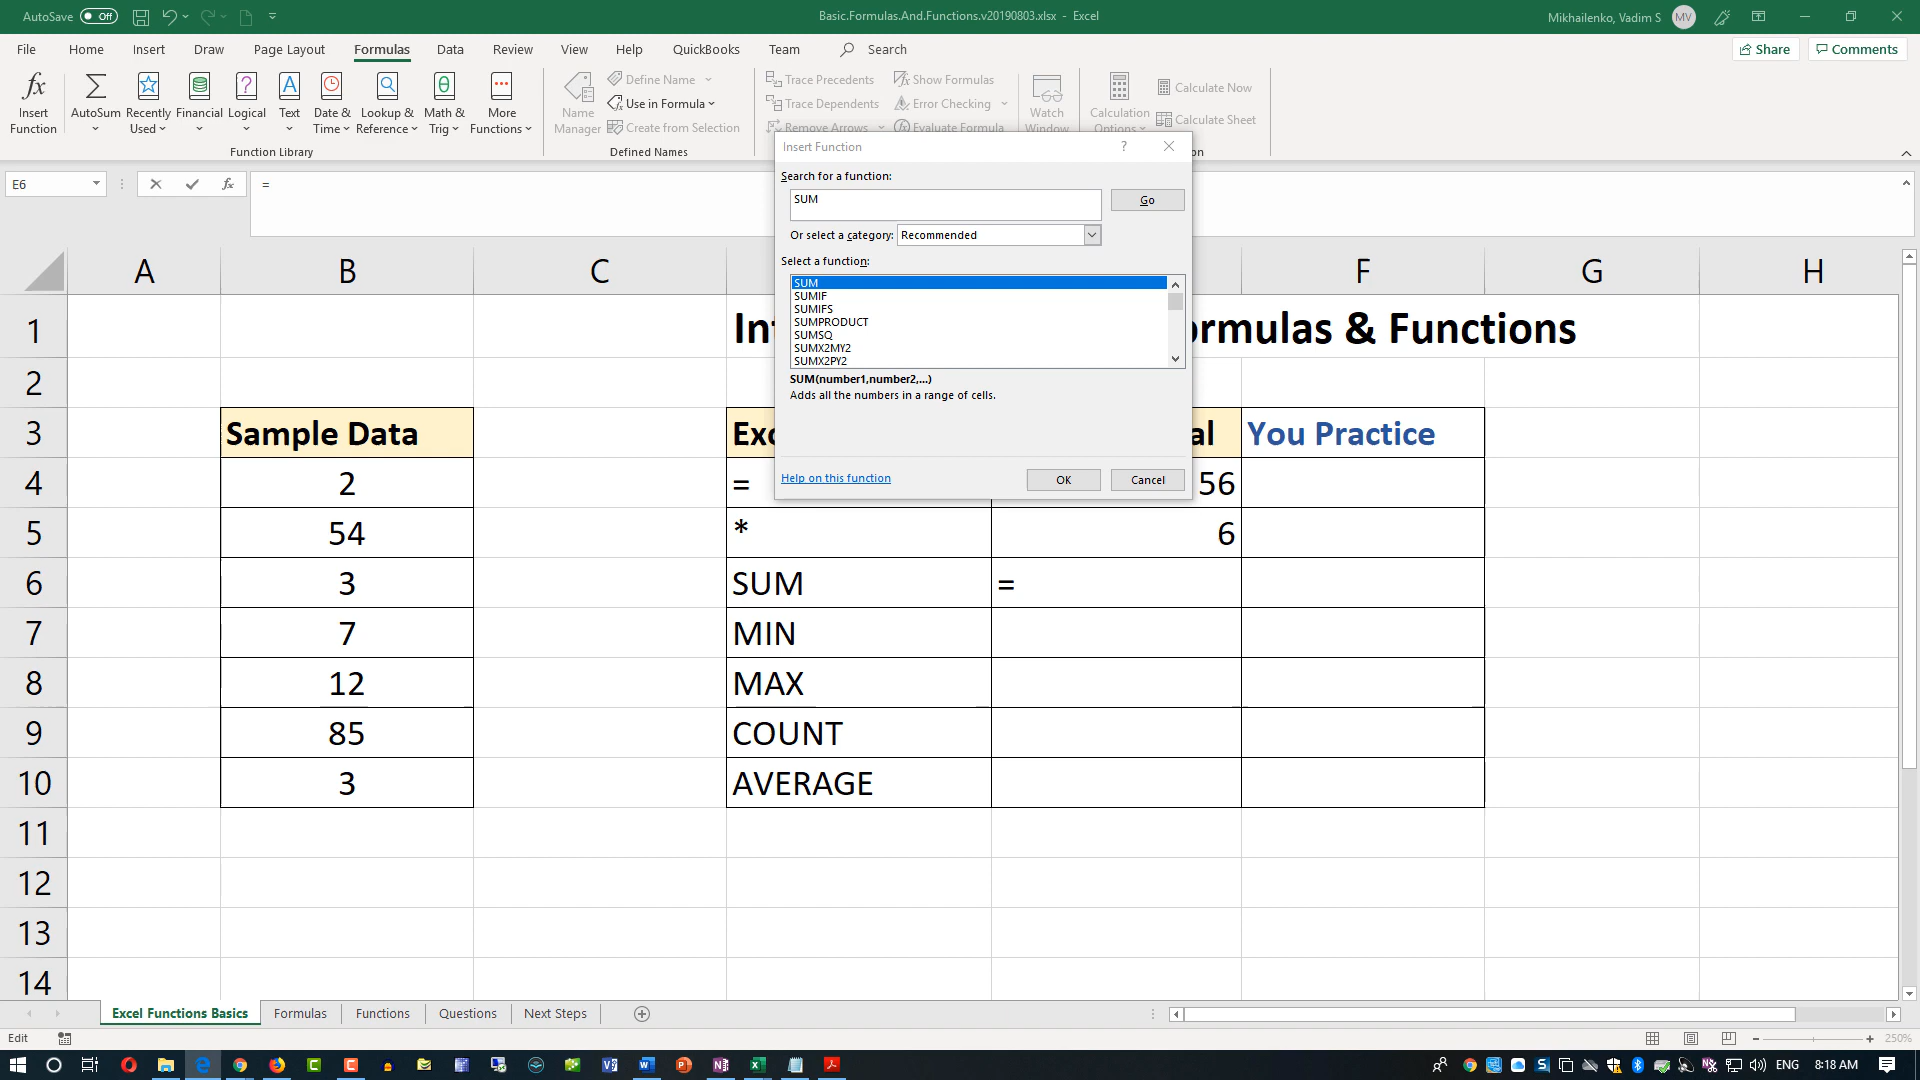 AutoSave Off Basic.Formulas.And.Functions.v20190803.xlsx - Excel Mikhailenko, Vadim S MV
File Home Insert Draw Page Layout Formulas Data Review View Help QuickBooks Team Search Share Comments
Insert Function
AutoSum
Recently Used
Financial
Logical
Text
Date & Time
Lookup & Reference
Math & Trig
More Functions
Function Library
Name Manager
Define Name
Use in Formula
Create from Selection
Defined Names
Trace Precedents
Trace Dependents
Remove Arrows
Show Formulas
Error Checking
Evaluate Formula
Watch Window
Calculation Options
Calculate Now
Calculate Sheet
E6 fx =
Insert Function ?
Search for a function:
SUM
Go
Or select a category: Recommended
Select a function:
SUM
SUMIF
SUMIFS
SUMPRODUCT
SUMSQ
SUMX2MY2
SUMX2PY2
SUM(number1,number2,...)
Adds all the numbers in a range of cells.
Help on this function OK Cancel
A B C F G H
1 Int ormulas & Functions
2
3 Sample Data Exc al You Practice
4 2 = 56
5 54 * 6
6 3 SUM =
7 7 MIN
8 12 MAX
9 85 COUNT
10 3 AVERAGE
11
12
13
14
Excel Functions Basics Formulas Functions Questions Next Steps
Edit 250%
ENG 8:18 AM